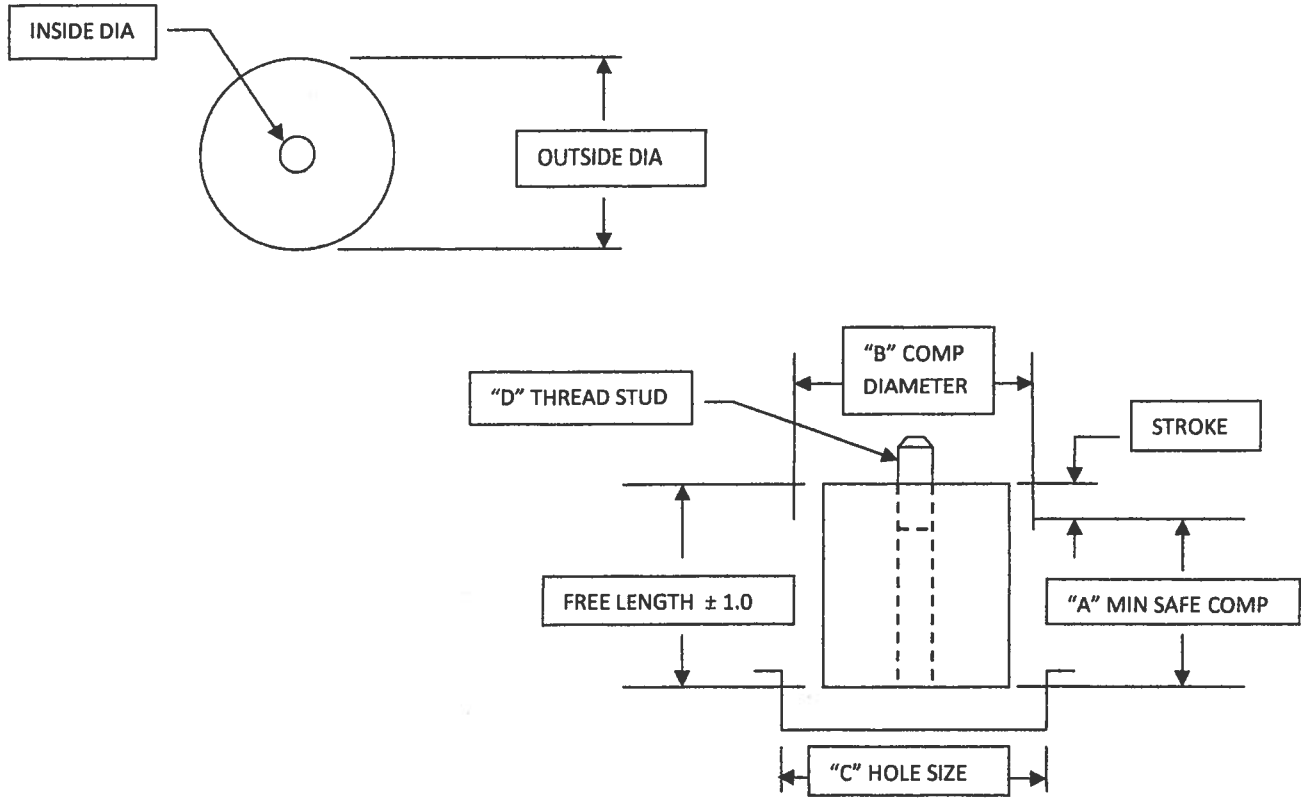 INSIDE DIA
OUTSIDE DIA
“B” COMP
DIAMETER
“D” THREAD STUD
STROKE
FREE LENGTH ± 1.0
“A” MIN SAFE COMP
“C” HOLE SIZE